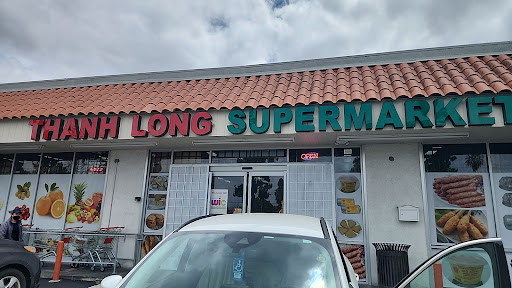 THANH LONG SUPERMARKET
OPEN